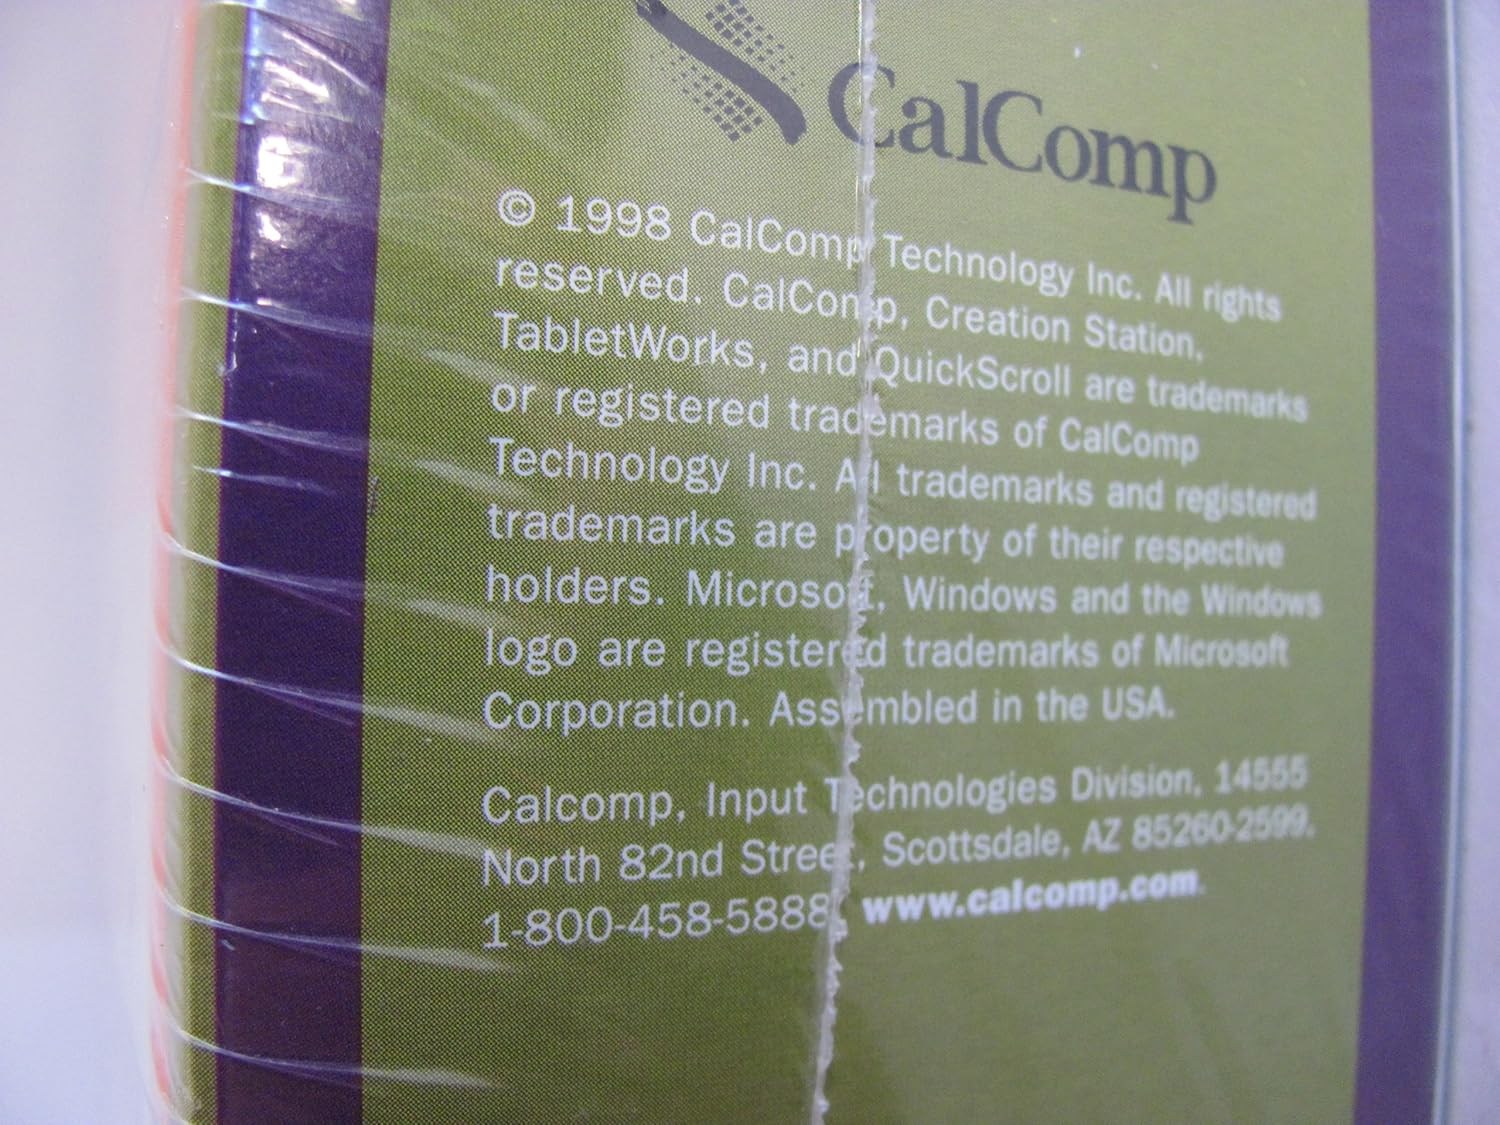 CalComp
© 1998 CalComp Technology Inc. All rights
reserved. CalComp, Creation Station,
TabletWorks, and QuickScroll are trademarks
or registered trademarks of CalComp
Technology Inc. All trademarks and registered
trademarks are property of their respective
holders. Microsoft, Windows and the Windows
logo are registered trademarks of Microsoft
Corporation. Assembled in the USA.
Calcomp, Input Technologies Division, 14555
North 82nd Street, Scottsdale, AZ 85260-2599.
1-800-458-5888. www.calcomp.com.